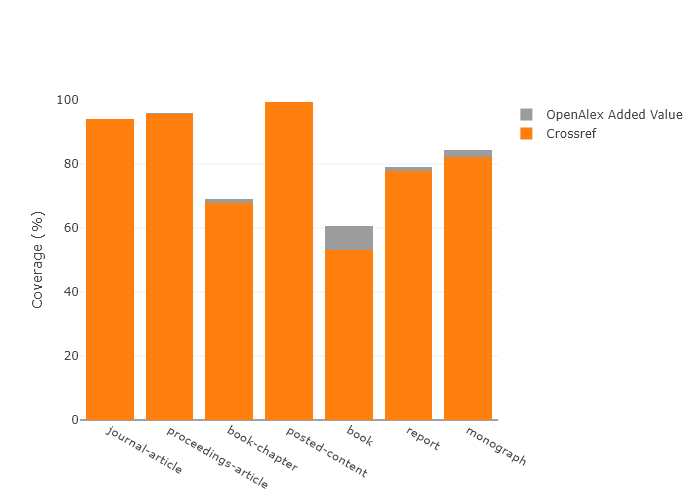 100
80
60
40
20
0
Coverage (%)
journal-article
proceedings-article
book-chapter
posted-content
book
report
monograph
OpenAlex Added Value
Crossref